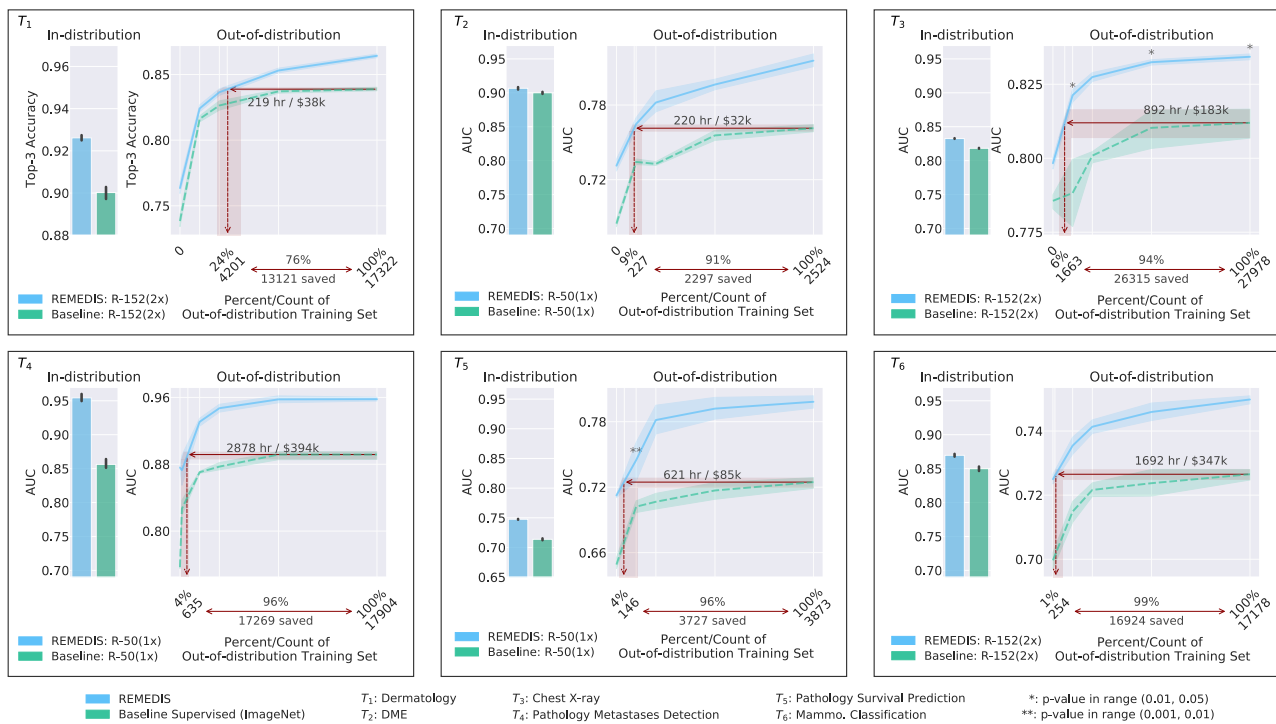 T1
In-distribution
Out-of-distribution
Top-3 Accuracy
0.96
0.94
0.92
0.90
0.88
Top-3 Accuracy
0.85
0.80
0.75
219 hr / $38k
0
24%
4201
100%
17322
76%
13121 saved
Percent/Count of
Out-of-distribution Training Set
REMEDIS: R-152(2x)
Baseline: R-152(2x)
T2
In-distribution
Out-of-distribution
AUC
0.95
0.90
0.85
0.80
0.75
0.70
AUC
0.78
0.72
220 hr / $32k
0
9%
227
100%
2524
91%
2297 saved
Percent/Count of
Out-of-distribution Training Set
REMEDIS: R-50(1x)
Baseline: R-50(1x)
T3
In-distribution
Out-of-distribution
AUC
0.95
0.90
0.85
0.80
0.75
0.70
AUC
0.825
0.800
0.775
*
*
*
892 hr / $183k
0
6%
1663
100%
27978
94%
26315 saved
Percent/Count of
Out-of-distribution Training Set
REMEDIS: R-152(2x)
Baseline: R-152(2x)
T4
In-distribution
Out-of-distribution
AUC
0.95
0.90
0.85
0.80
0.75
0.70
AUC
0.96
0.88
0.80
2878 hr / $394k
4%
635
100%
17904
96%
17269 saved
Percent/Count of
Out-of-distribution Training Set
REMEDIS: R-50(1x)
Baseline: R-50(1x)
T5
In-distribution
Out-of-distribution
AUC
0.95
0.90
0.85
0.80
0.75
0.70
0.65
AUC
0.78
0.72
0.66
**
621 hr / $85k
4%
146
100%
3873
96%
3727 saved
Percent/Count of
Out-of-distribution Training Set
REMEDIS: R-50(1x)
Baseline: R-50(1x)
T6
In-distribution
Out-of-distribution
AUC
0.95
0.90
0.85
0.80
0.75
0.70
AUC
0.74
0.72
0.70
1692 hr / $347k
1%
254
100%
17178
99%
16924 saved
Percent/Count of
Out-of-distribution Training Set
REMEDIS: R-152(2x)
Baseline: R-152(2x)
REMEDIS
Baseline Supervised (ImageNet)
T1: Dermatology
T2: DME
T3: Chest X-ray
T4: Pathology Metastases Detection
T5: Pathology Survival Prediction
T6: Mammo. Classification
*: p-value in range (0.01, 0.05)
**: p-value in range (0.001, 0.01)